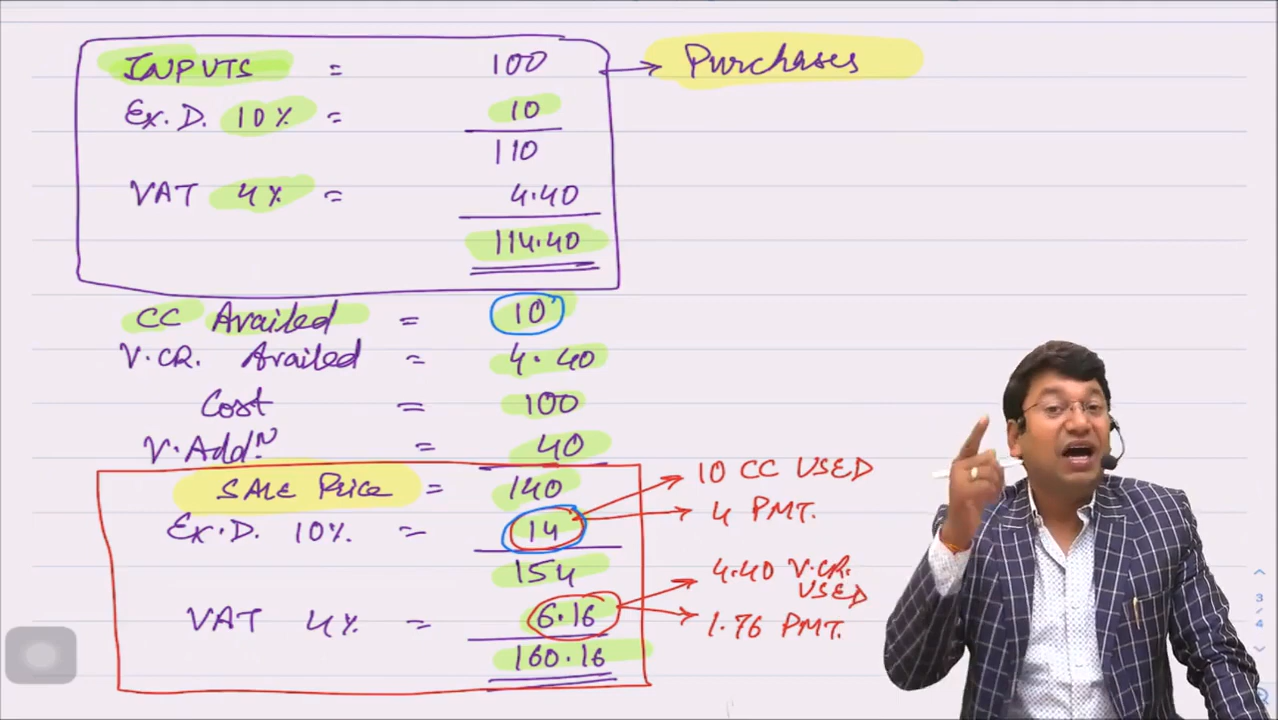 INPUTS = 100 → Purchases
Ex.D. 10% = 10
110
VAT 4% = 4.40
114.40
CC Availed = 10
V.CR. Availed = 4.40
Cost = 100
V.Addⁿ = 40
SALE Price = 140
10 CC USED
Ex.D. 10% = 14
4 PMT.
154
4.40 V.CR. USED
VAT 4% = 6.16
1.76 PMT.
160.16
3
4